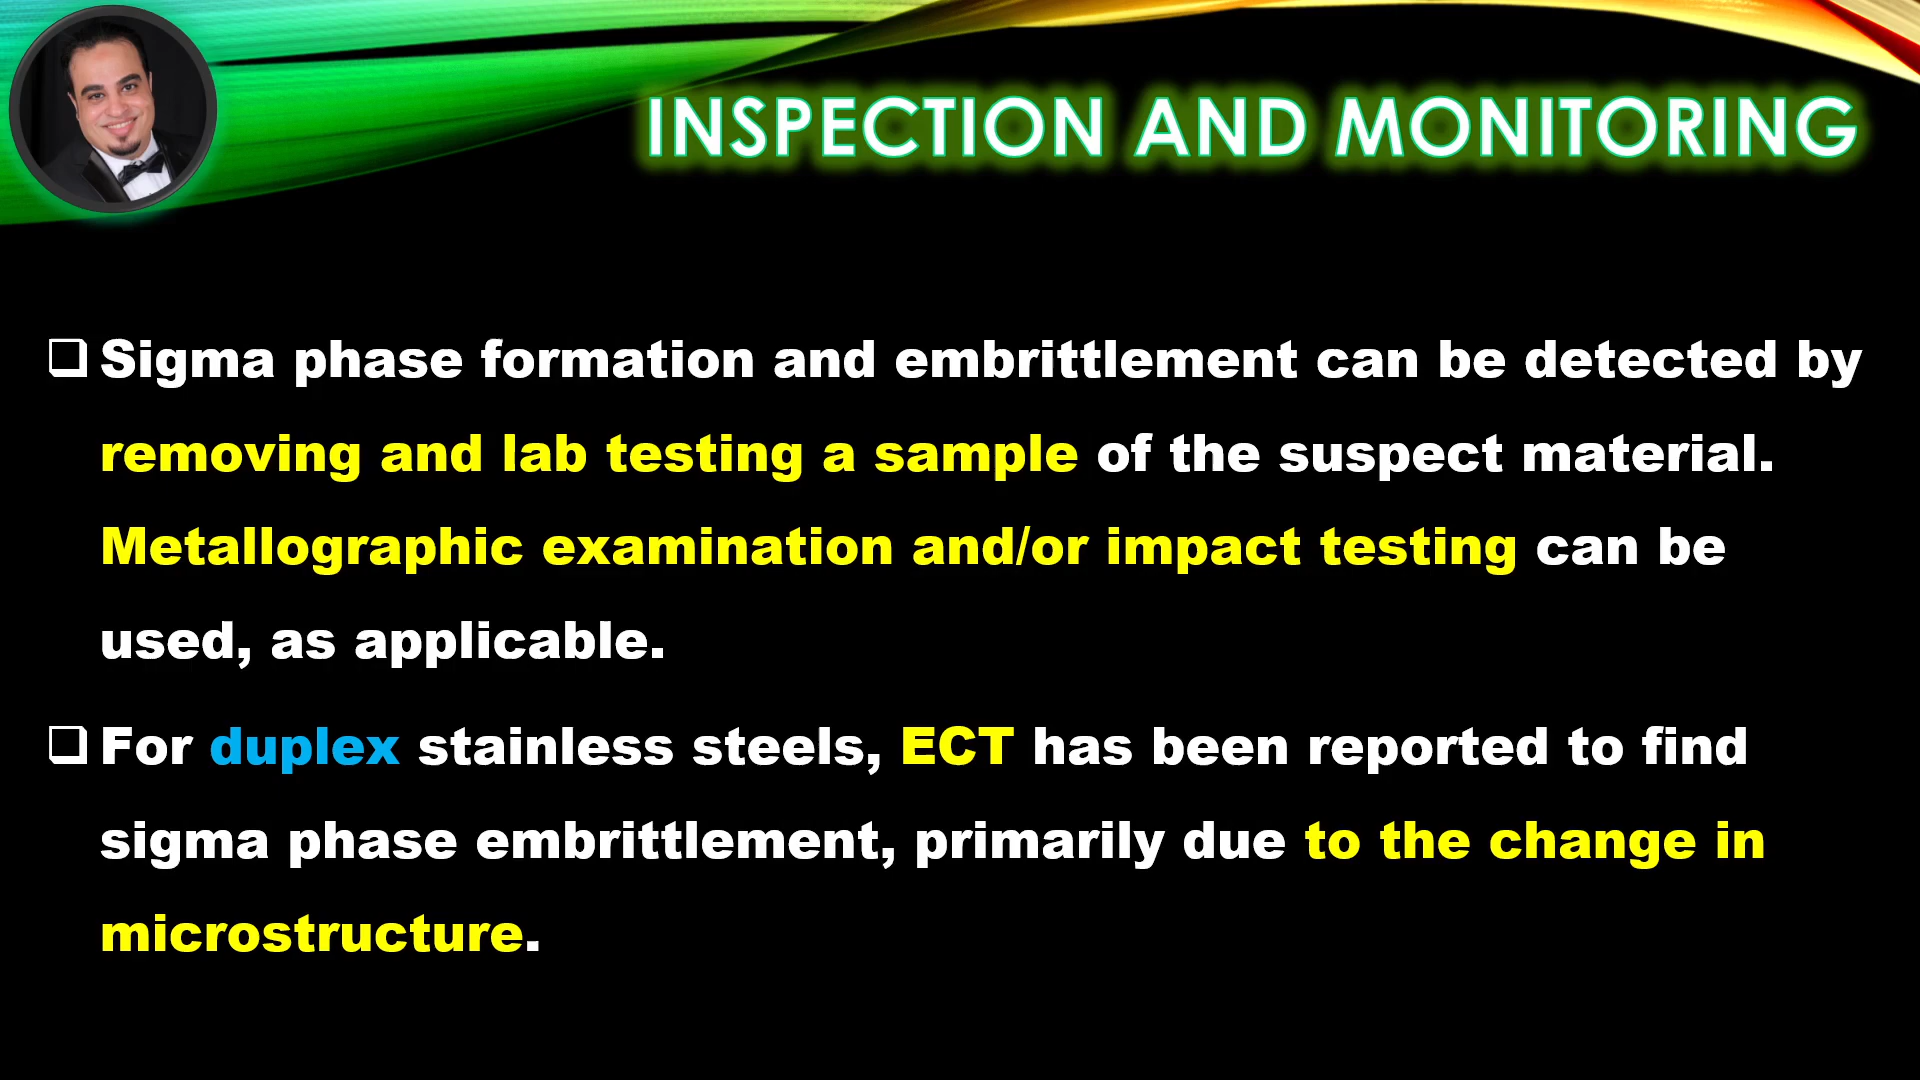 INSPECTION AND MONITORING
❑ Sigma phase formation and embrittlement can be detected by
removing and lab testing a sample of the suspect material.
Metallographic examination and/or impact testing can be
used, as applicable.
❑ For duplex stainless steels, ECT has been reported to find
sigma phase embrittlement, primarily due to the change in
microstructure.